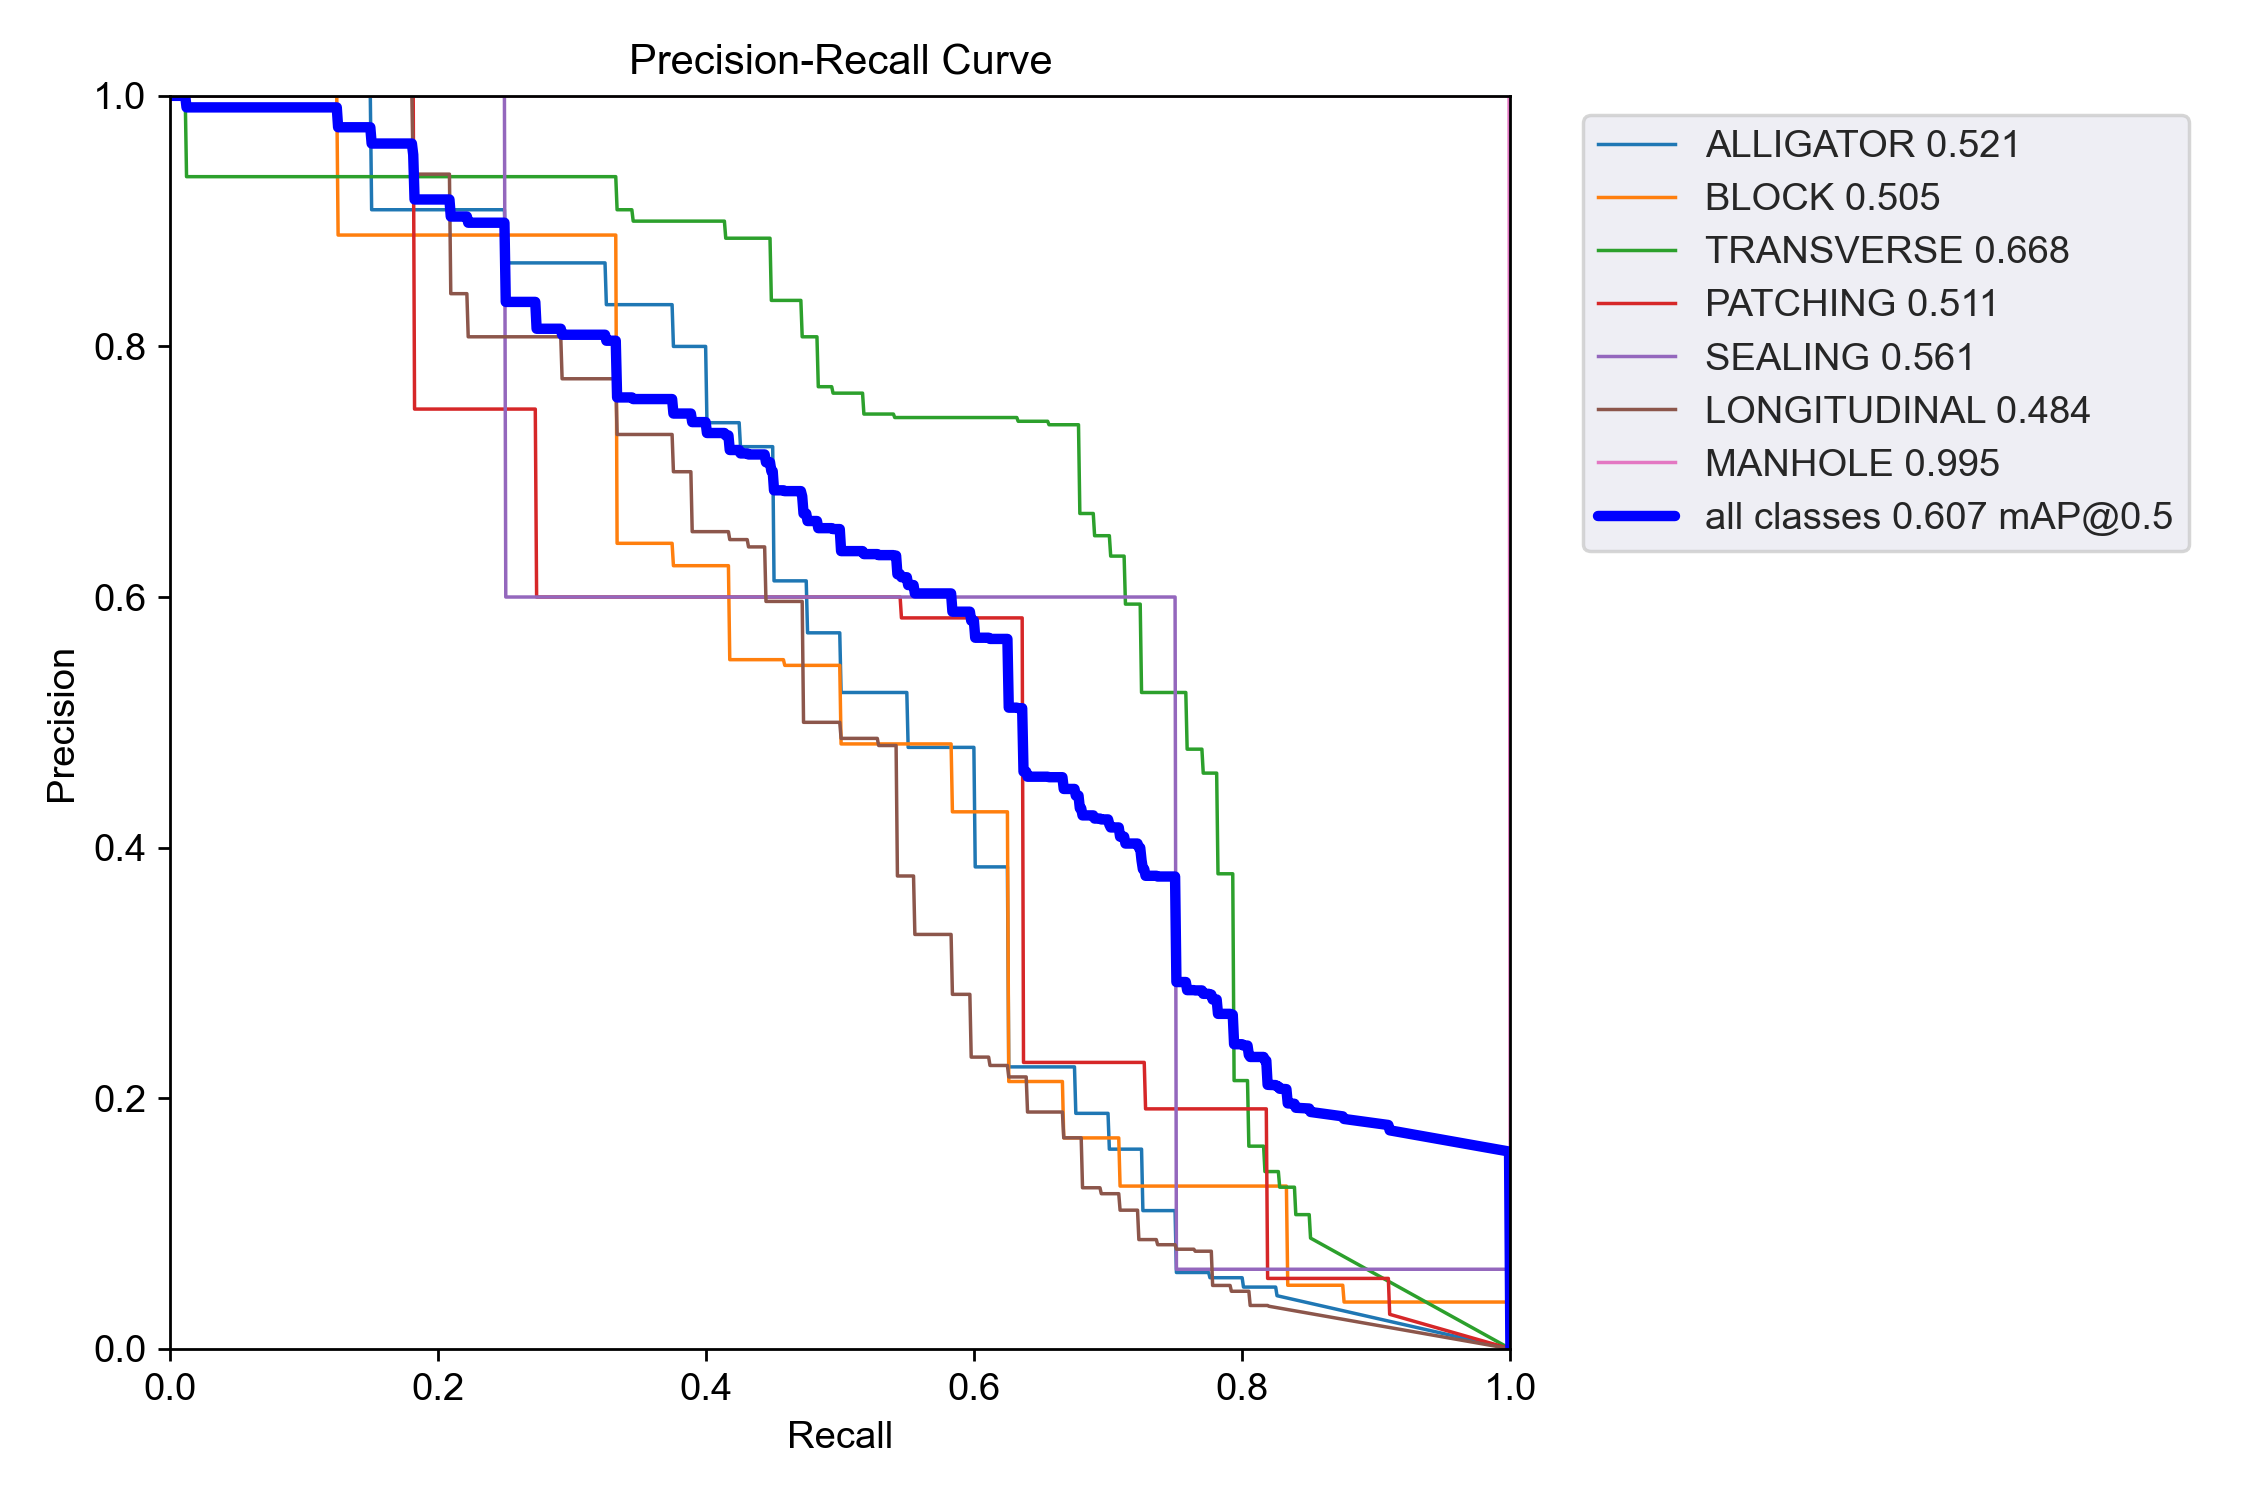 Precision-Recall Curve
1.0
0.8
0.6
0.4
0.2
0.0
Precision
0.0 0.2 0.4 0.6 0.8 1.0
Recall
ALLIGATOR 0.521
BLOCK 0.505
TRANSVERSE 0.668
PATCHING 0.511
SEALING 0.561
LONGITUDINAL 0.484
MANHOLE 0.995
all classes 0.607 mAP@0.5